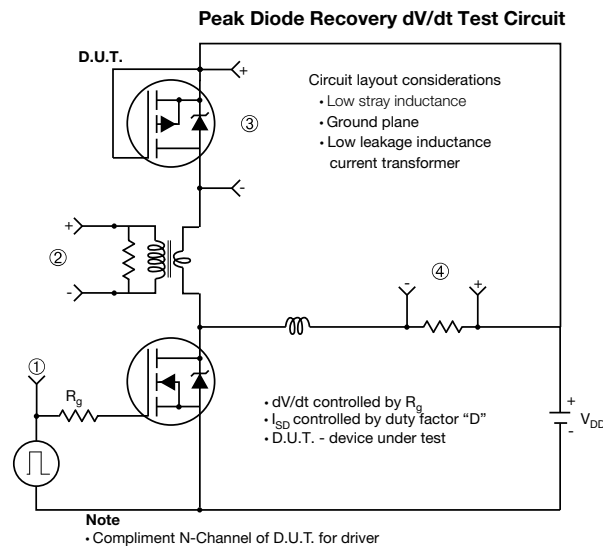 Peak Diode Recovery dV/dt Test Circuit
D.U.T.
+
Circuit layout considerations
• Low stray inductance
• Ground plane
• Low leakage inductance
current transformer
③
-
+
②
-
④
-
+
①
Rg
• dV/dt controlled by Rg
• ISD controlled by duty factor “D”
• D.U.T. - device under test
+
VDD
-
Note
• Compliment N-Channel of D.U.T. for driver